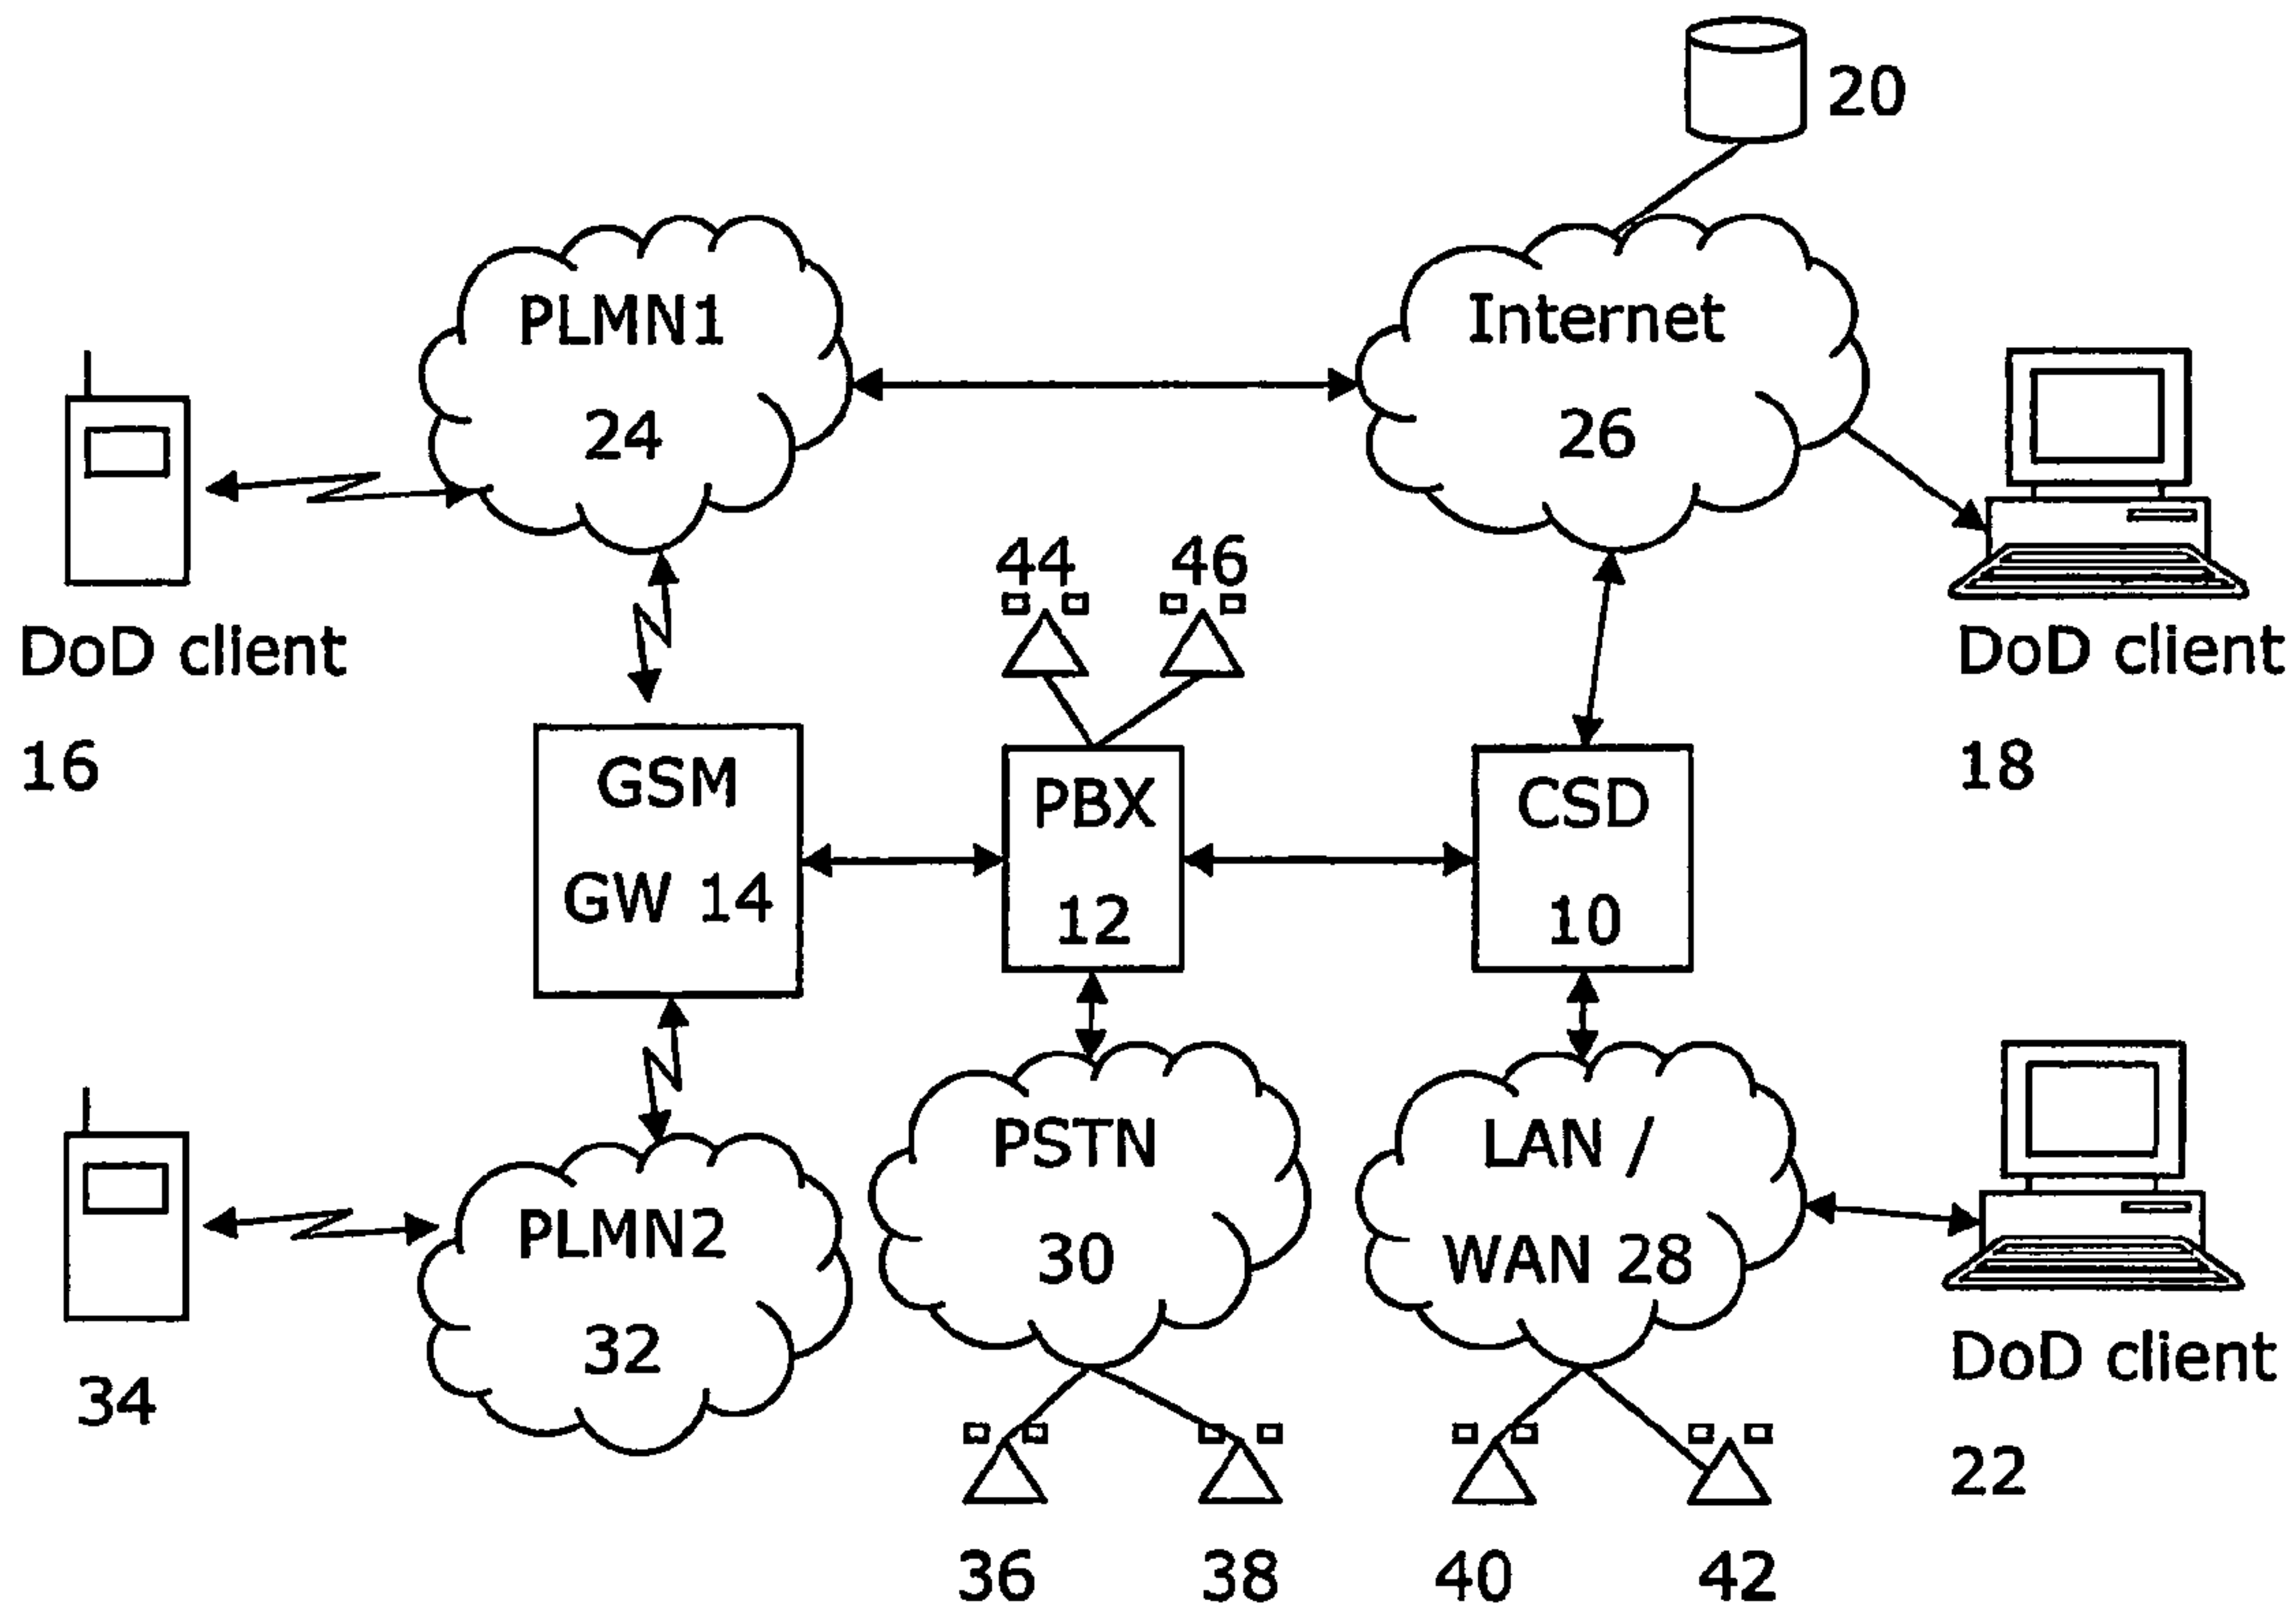 20
PLMN1
24
Internet
26
44
46
DoD client
16
DoD client
18
GSM
GW 14
PBX
12
CSD
10
PLMN2
32
PSTN
30
LAN /
WAN 28
34
DoD client
22
36
38
40
42